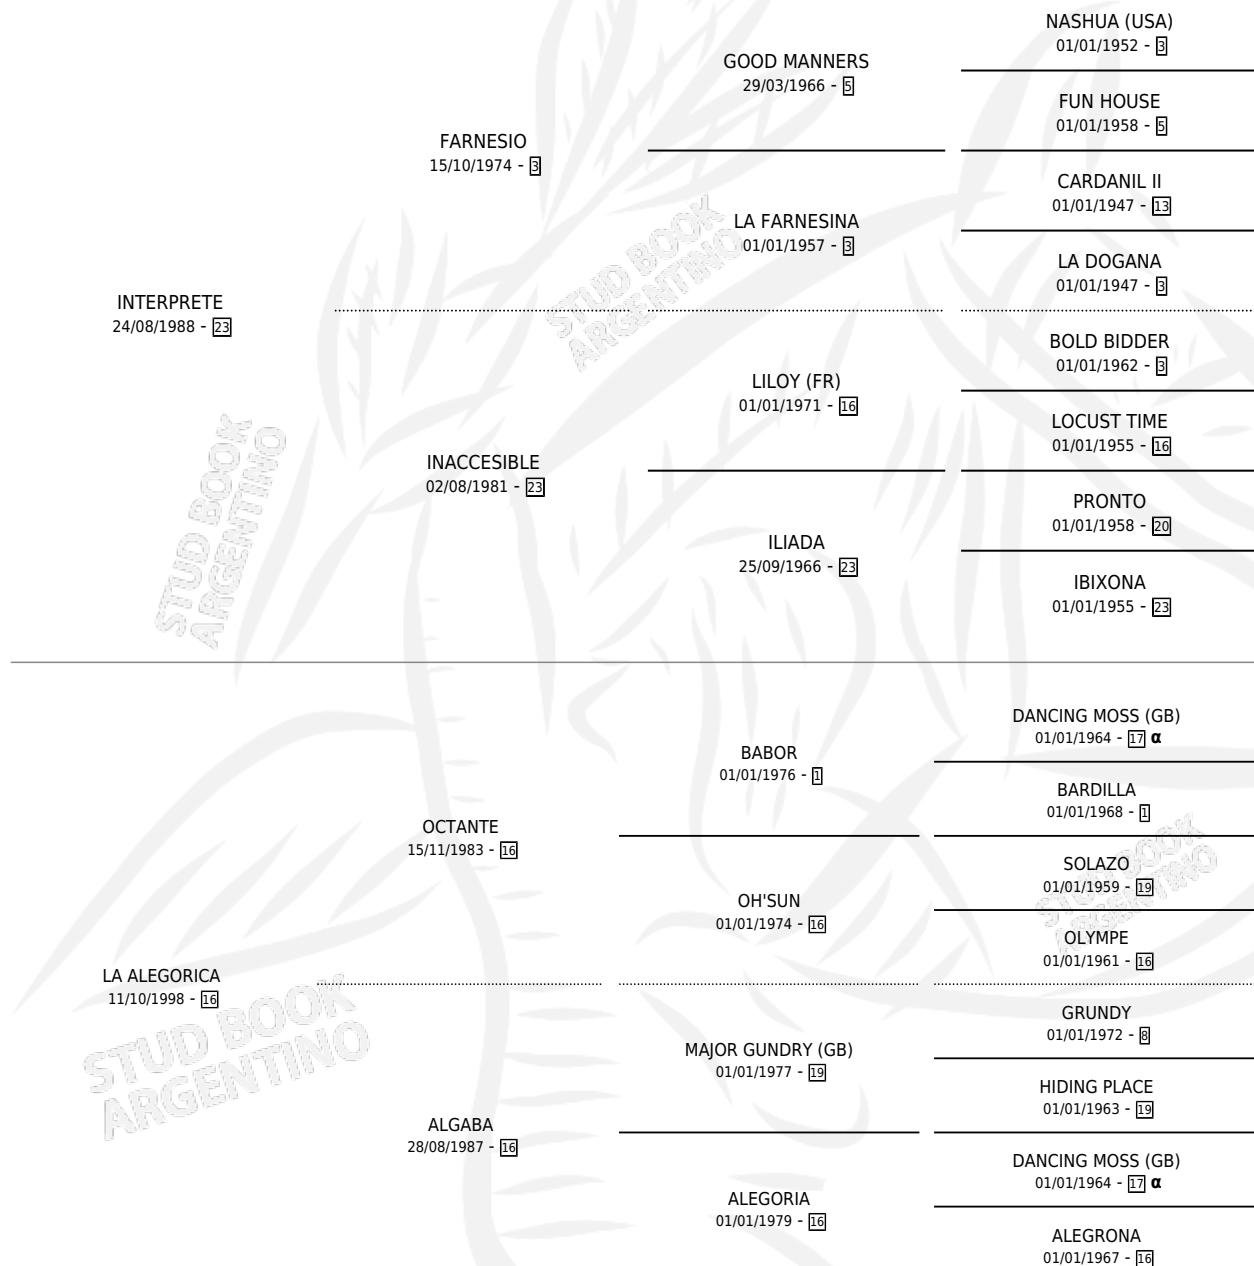 NASHUA (USA)
01/01/1952 - 3
GOOD MANNERS
29/03/1966 - 5
FUN HOUSE
01/01/1958 - 5
FARNESIO
15/10/1974 - 3
CARDANIL II
01/01/1947 - 13
LA FARNESINA
01/01/1957 - 3
LA DOGANA
01/01/1947 - 3
INTERPRETE
24/08/1988 - 23
BOLD BIDDER
01/01/1962 - 3
LILOY (FR)
01/01/1971 - 16
LOCUST TIME
01/01/1955 - 16
INACCESIBLE
02/08/1981 - 23
PRONTO
01/01/1958 - 20
ILIADA
25/09/1966 - 23
IBIXONA
01/01/1955 - 23
STUD BOOK
ARGENTINO
STUD BOOK
ARGENTINO
DANCING MOSS (GB)
01/01/1964 - 17 α
BABOR
01/01/1976 - 1
BARDILLA
01/01/1968 - 1
OCTANTE
15/11/1983 - 16
SOLAZO
01/01/1959 - 19
OH'SUN
01/01/1974 - 16
OLYMPE
01/01/1961 - 16
STUD BOOK
ARGENTINO
LA ALEGORICA
11/10/1998 - 16
STUD BOOK
ARGENTINO
GRUNDY
01/01/1972 - 8
MAJOR GUNDRY (GB)
01/01/1977 - 19
HIDING PLACE
01/01/1963 - 19
ALGABA
28/08/1987 - 16
DANCING MOSS (GB)
01/01/1964 - 17 α
ALEGORIA
01/01/1979 - 16
ALEGRONA
01/01/1967 - 16